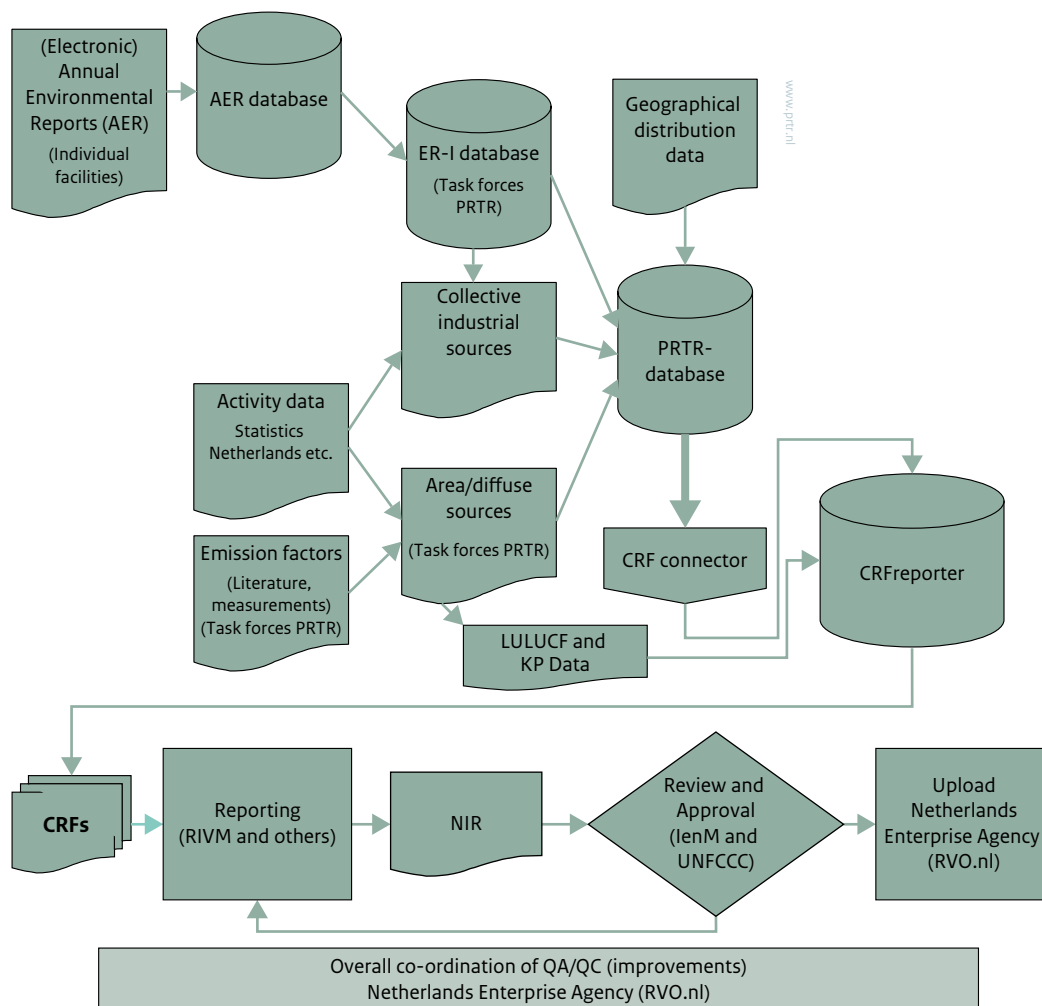 (Electronic)
Annual
Environmental
Reports (AER)
(Individual
facilities)
AER database
ER-I database
(Task forces
PRTR)
Geographical
distribution
data
www.prtr.nl
Collective
industrial
sources
PRTR-
database
Activity data
Statistics
Netherlands etc.
Area/diffuse
sources
(Task forces PRTR)
Emission factors
(Literature,
measurements)
(Task forces PRTR)
CRF connector
CRFreporter
LULUCF and
KP Data
CRFs
Reporting
(RIVM and others)
NIR
Review and
Approval
(IenM and
UNFCCC)
Upload
Netherlands
Enterprise Agency
(RVO.nl)
Overall co-ordination of QA/QC (improvements)
Netherlands Enterprise Agency (RVO.nl)